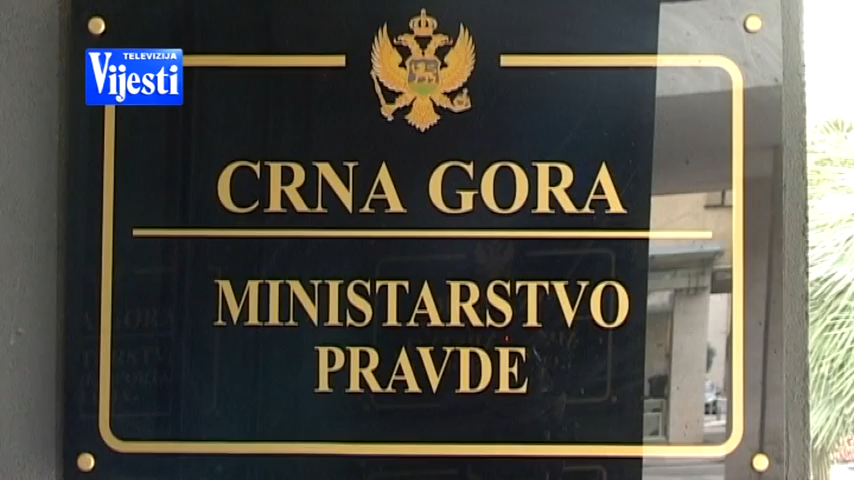 TELEVIZIJA
Vijesti
CRNA GORA
MINISTARSTVO
PRAVDE